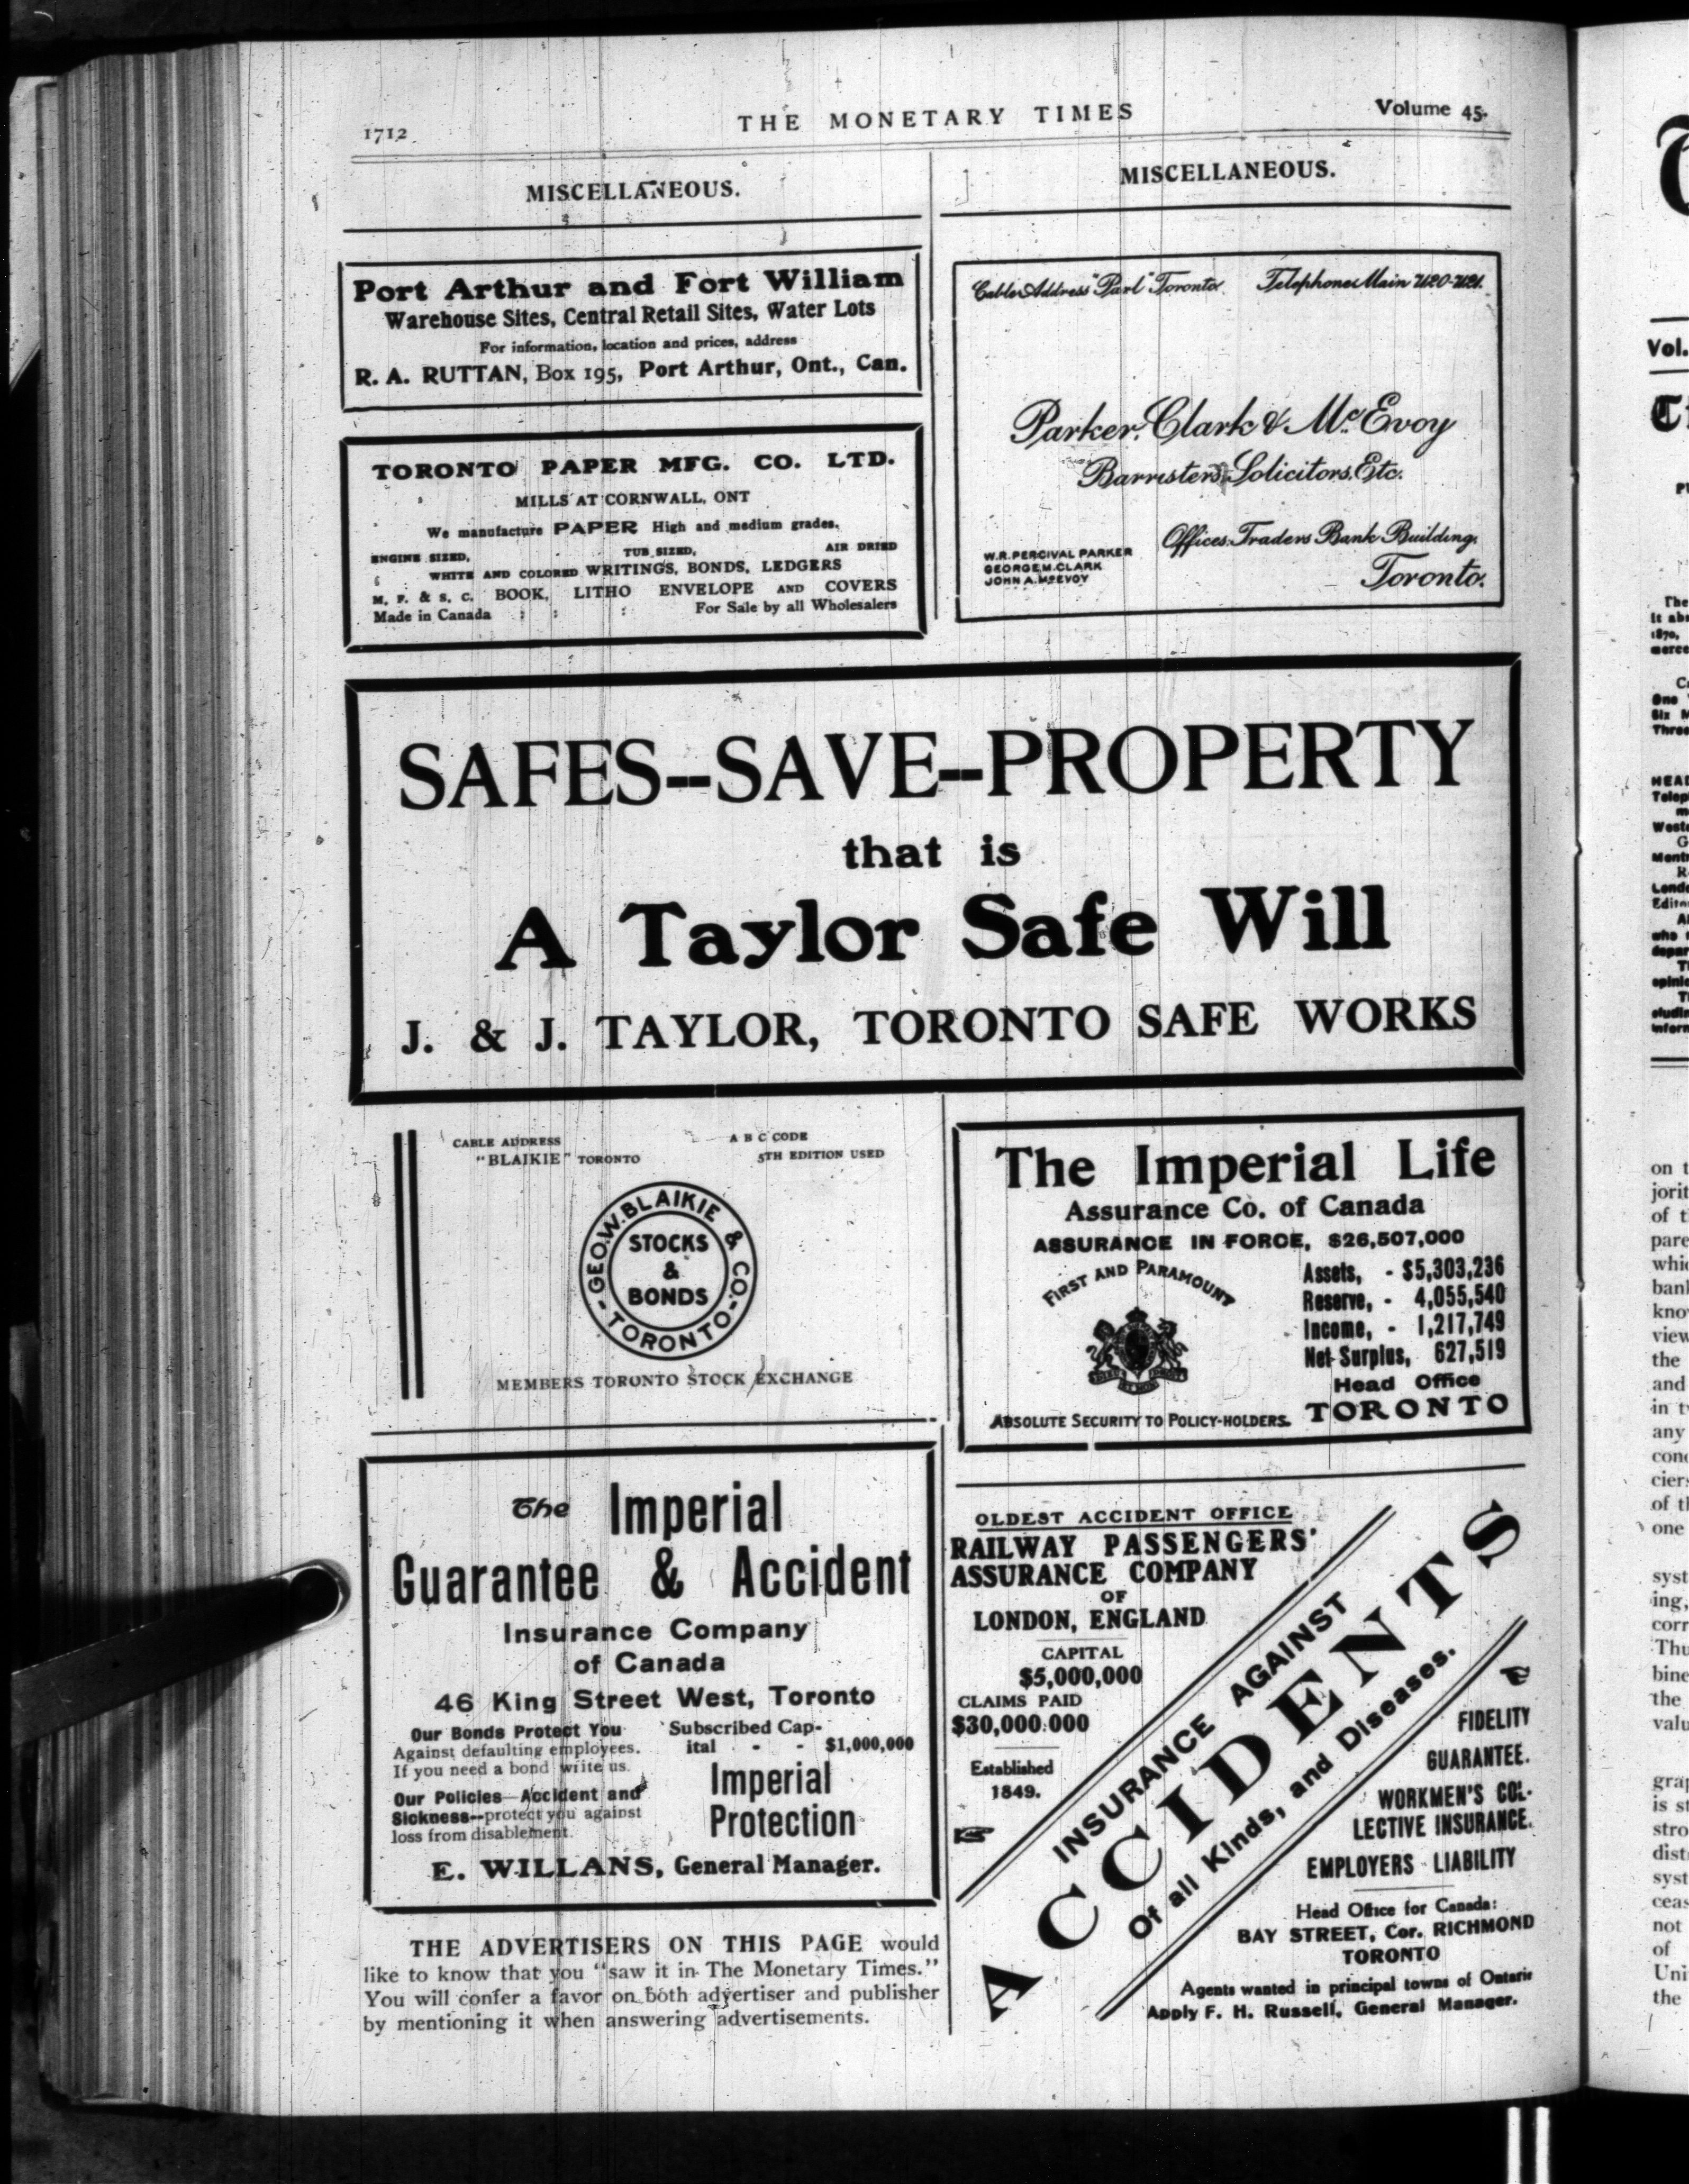 1712
THE MONETARY TIMES
Volume 45.
MISCELLANEOUS.
Port Arthur and Fort William
Warehouse Sites, Central Retail Sites, Water Lots
For information, location and prices, address
R. A. RUTTAN, Box 195, Port Arthur, Ont., Can.
TORONTO PAPER MFG. CO. LTD.
MILLS AT CORNWALL, ONT
We manufacture PAPER High and medium grades.
ENGINE SIZED, TUB SIZED, AIR DRIED
WHITE AND COLORED WRITINGS, BONDS, LEDGERS
M. F. & S. C. BOOK, LITHO ENVELOPE AND COVERS
Made in Canada : : : For Sale by all Wholesalers
MISCELLANEOUS.
Cable Address "Parl" Toronto. Telephones Main 7120-7121.
Parker, Clark & McEvoy
Barristers, Solicitors, Etc.
Offices: Traders Bank Building,
Toronto.
W. R. PERCIVAL PARKER
GEORGE M. CLARK
JOHN A. McEVOY
SAFES--SAVE--PROPERTY
that is
A Taylor Safe Will
J. & J. TAYLOR, TORONTO SAFE WORKS
CABLE ADDRESS
"BLAIKIE" TORONTO
A B C CODE
5TH EDITION USED
GEO. W. BLAIKIE & CO.
STOCKS
&
BONDS
-TORONTO-
MEMBERS TORONTO STOCK EXCHANGE
The Imperial Life
Assurance Co. of Canada
ASSURANCE IN FORCE, $26,507,000
FIRST AND PARAMOUNT
Assets, - $5,303,236
Reserve, - 4,055,540
Income, - 1,217,749
Net Surplus, 627,519
Head Office
TORONTO
ABSOLUTE SECURITY TO POLICY-HOLDERS.
The Imperial
Guarantee & Accident
Insurance Company
of Canada
46 King Street West, Toronto
Our Bonds Protect You
Against defaulting employees.
If you need a bond write us.
Our Policies—Accident and
Sickness--protect you against
loss from disablement.
Subscribed Cap-
ital - - $1,000,000
Imperial
Protection
E. WILLANS, General Manager.
THE ADVERTISERS ON THIS PAGE would
like to know that you "saw it in The Monetary Times."
You will confer a favor on both advertiser and publisher
by mentioning it when answering advertisements.
OLDEST ACCIDENT OFFICE
RAILWAY PASSENGERS'
ASSURANCE COMPANY
OF
LONDON, ENGLAND
CAPITAL
$5,000,000
CLAIMS PAID
$30,000.000
Established
1849.
INSURANCE AGAINST
ACCIDENTS
Of all Kinds, and Diseases.
FIDELITY
GUARANTEE.
WORKMEN'S COL-
LECTIVE INSURANCE.
EMPLOYERS LIABILITY
Head Office for Canada:
BAY STREET, Cor. RICHMOND
TORONTO
Agents wanted in principal towns of Ontario
Apply F. H. Russell, General Manager.
Vol.